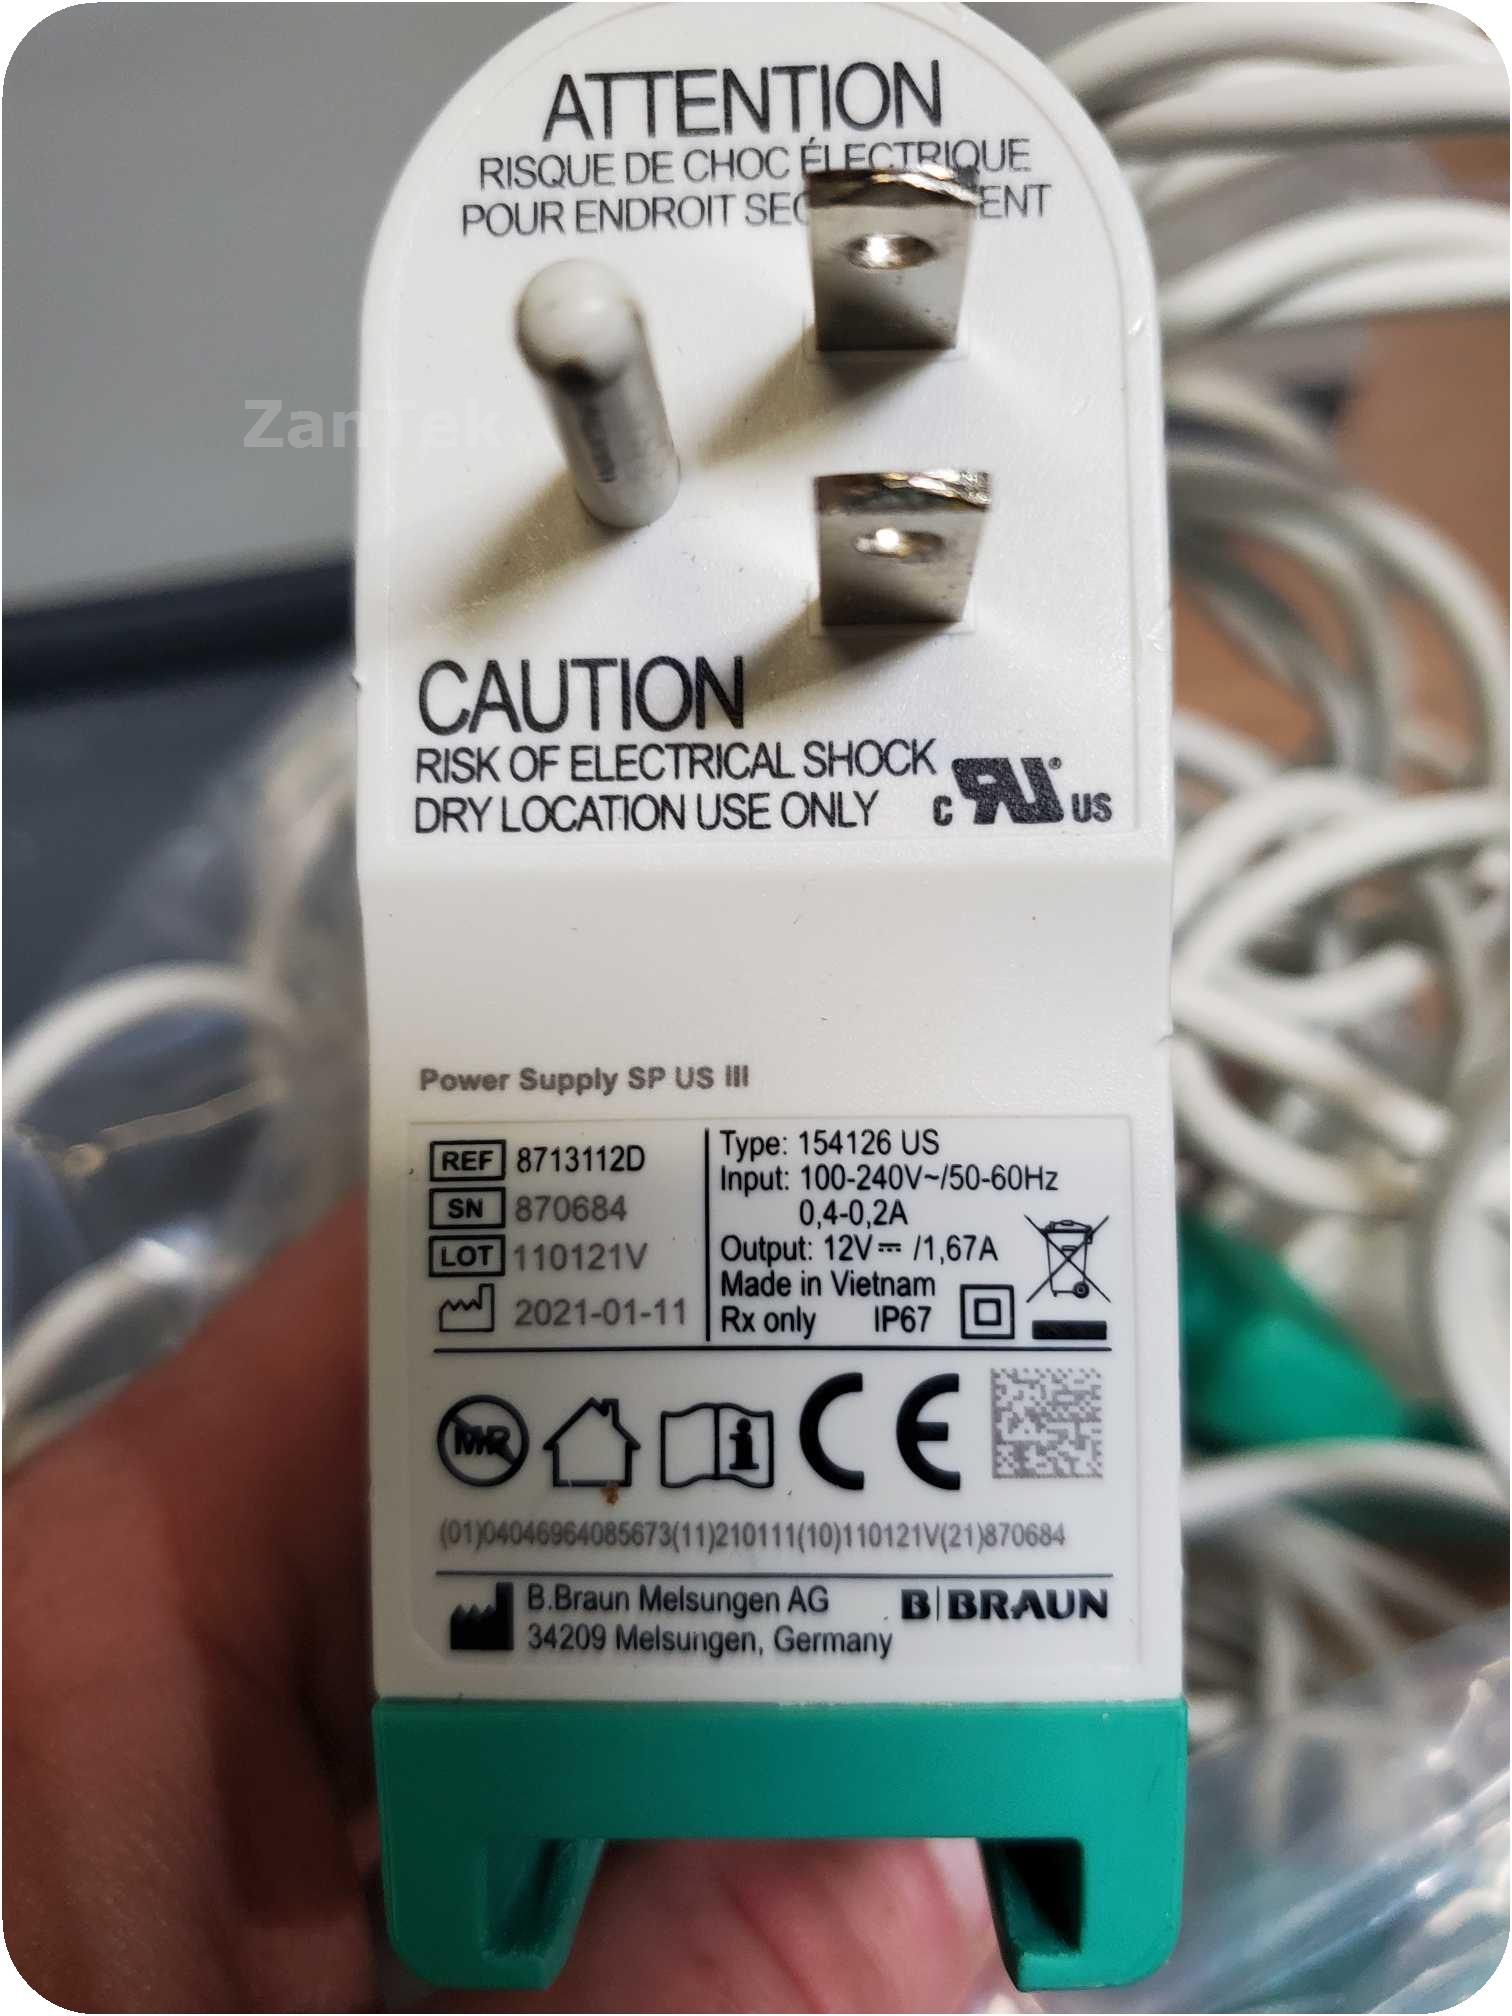 ATTENTION
RISQUE DE CHOC ÉLECTRIQUE
POUR ENDROIT
ZanTek
CAUTION
RISK OF ELECTRICAL SHOCK
DRY LOCATION USE ONLY
C RU ® US
Power Supply SP US III
REF 8713112D
SN 870684
LOT 110121V
2021-01-11
Type: 154126 US
Input: 100-240V~/50-60Hz
0,4-0,2A
Output: 12V⎓ /1,67A
Made in Vietnam
Rx only IP67
MR
CE
(01)04046964085673(11)210111(10)110121V(21)870684
B.Braun Melsungen AG
34209 Melsungen, Germany
B|BRAUN